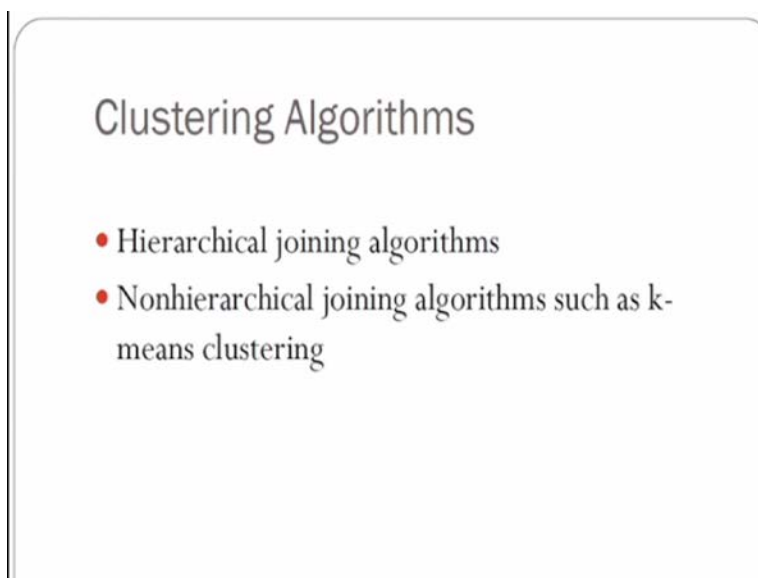 Clustering Algorithms
• Hierarchical joining algorithms
• Nonhierarchical joining algorithms such as k-
means clustering